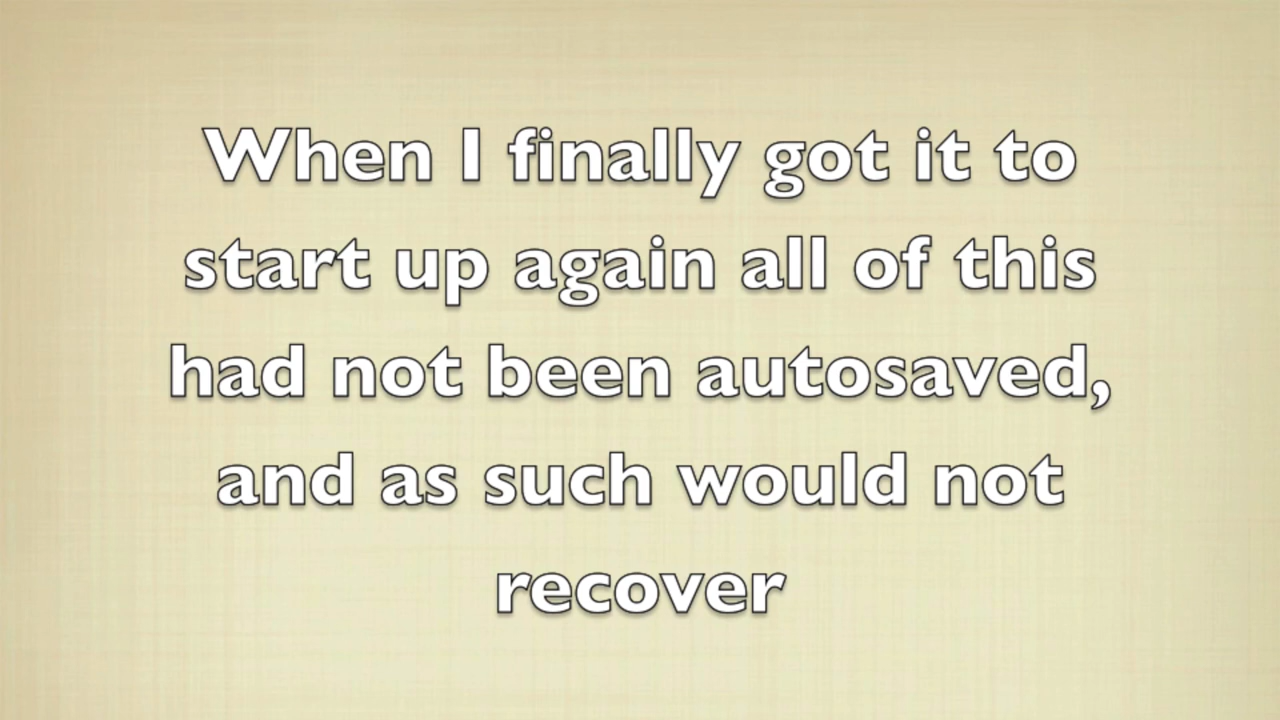 When I finally got it to
start up again all of this
had not been autosaved,
and as such would not
recover